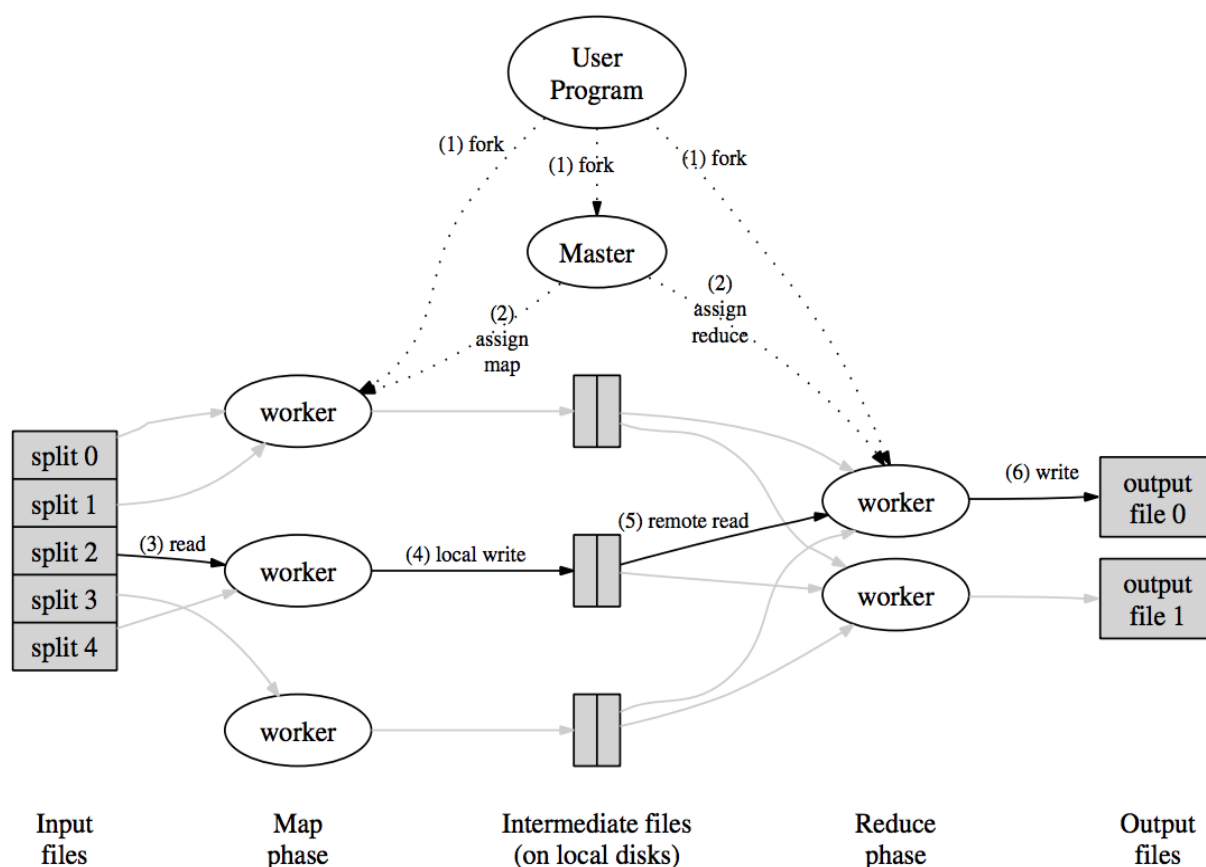 User
Program
(1) fork
(1) fork
(1) fork
Master
(2)
assign
map
(2)
assign
reduce
worker
split 0
split 1
split 2
split 3
split 4
(3) read
worker
(4) local write
(5) remote read
worker
(6) write
output
file 0
worker
output
file 1
worker
Input
files
Map
phase
Intermediate files
(on local disks)
Reduce
phase
Output
files